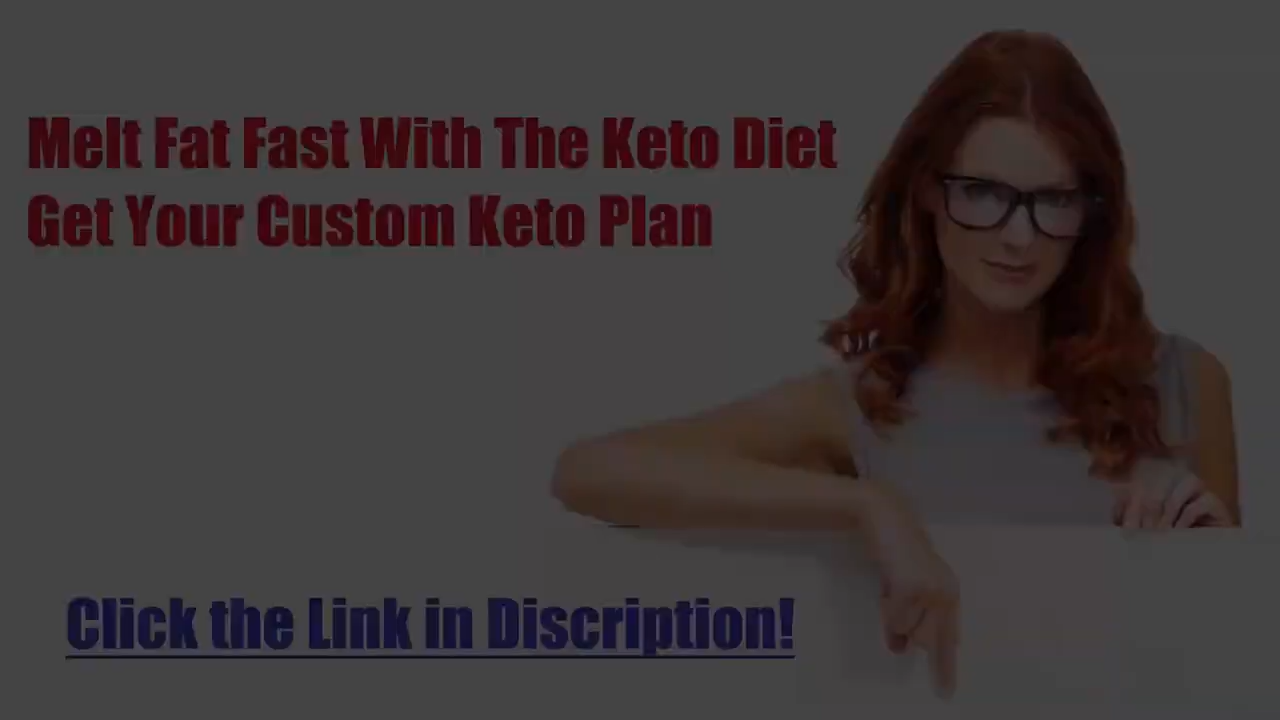 Melt Fat Fast With The Keto Diet
Get Your Custom Keto Plan
Click the Link in Discription!